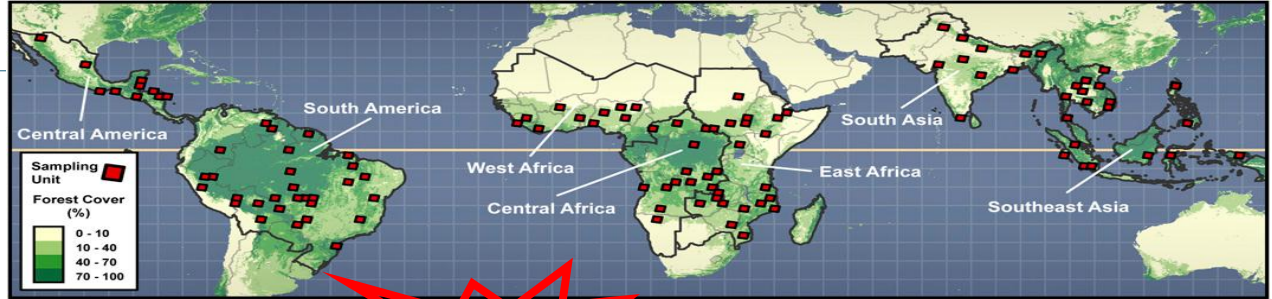 Central America
South America
West Africa
Central Africa
East Africa
South Asia
Southeast Asia
Sampling
Unit
Forest Cover
(%)
0 - 10
10 - 40
40 - 70
70 - 100